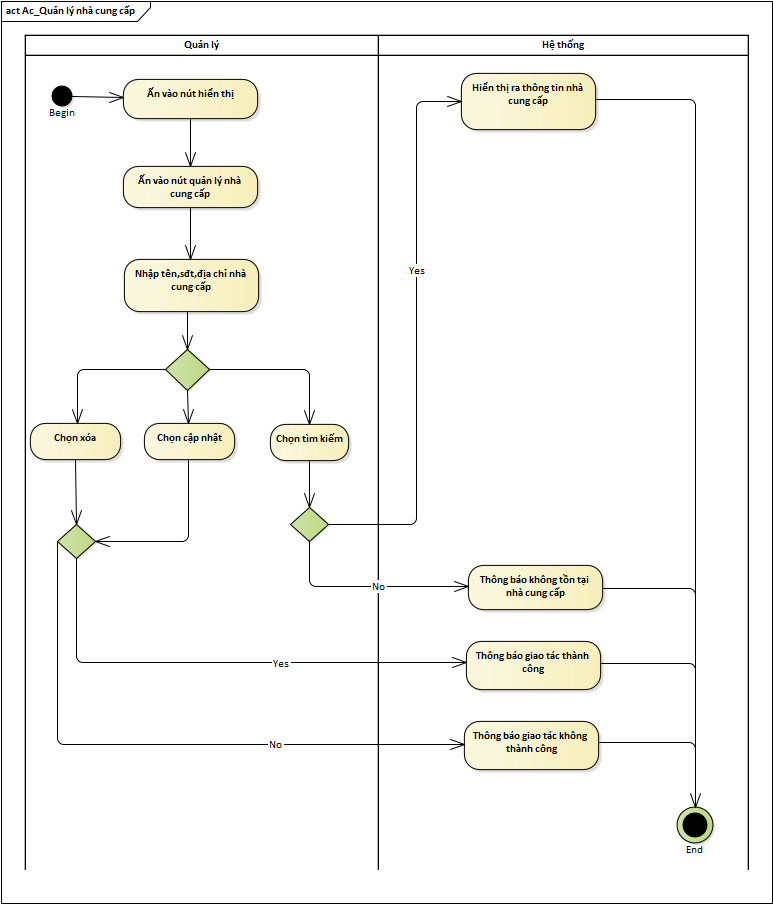 act Ac_Quản lý nhà cung cấp
Quản lý
Hệ thống
Begin
Ấn vào nút hiển thị
Hiển thị ra thông tin nhà
cung cấp
Ấn vào nút quản lý nhà
cung cấp
Nhập tên,sđt,địa chỉ nhà
cung cấp
Yes
Chọn xóa
Chọn cập nhật
Chọn tìm kiếm
No
Thông báo không tồn tại
nhà cung cấp
Yes
Thông báo giao tác thành
công
No
Thông báo giao tác không
thành công
End